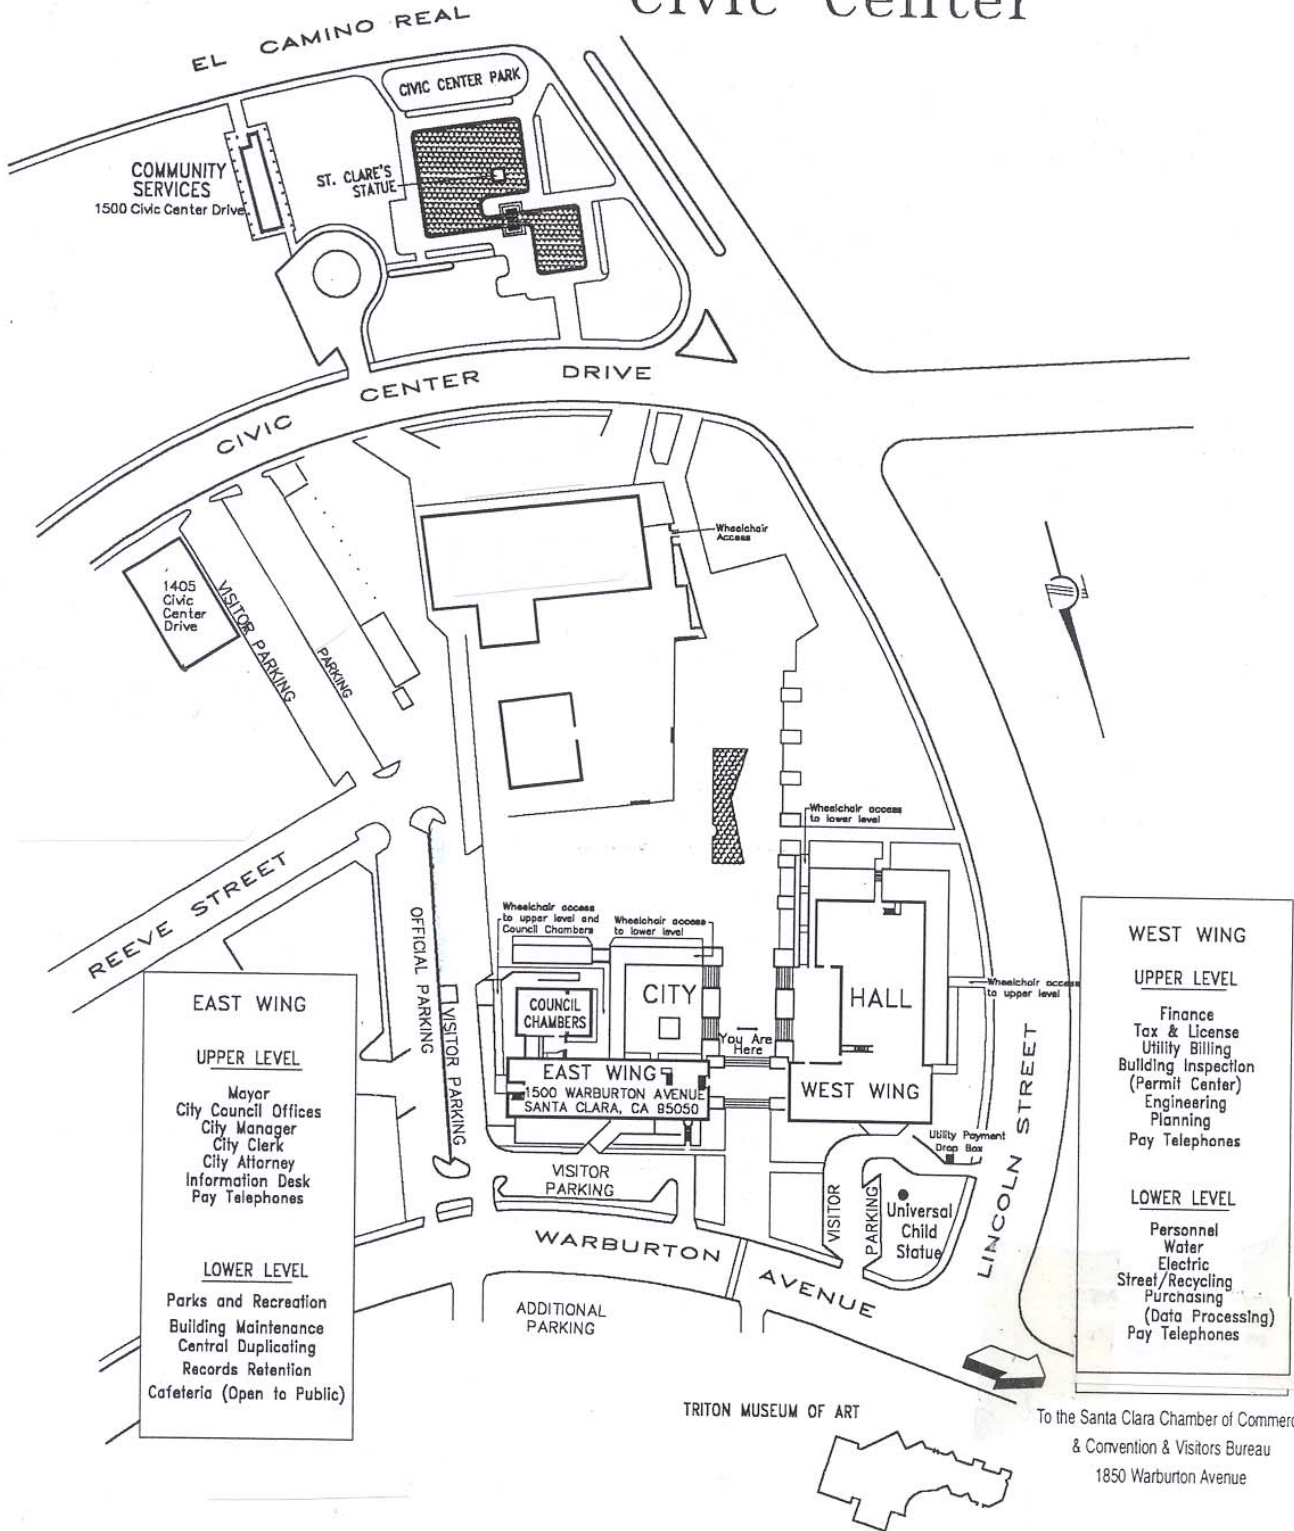 Civic Center
EL CAMINO REAL
CIVIC CENTER PARK
COMMUNITY
SERVICES
1500 Civic Center Drive
ST. CLARE'S
STATUE
CIVIC CENTER DRIVE
Wheelchair
Access
1405
Civic
Center
Drive
VISITOR PARKING
PARKING
REEVE STREET
OFFICIAL PARKING
VISITOR PARKING
Wheelchair access
to lower level
Wheelchair access
to upper level and
Council Chambers
Wheelchair access
to lower level
COUNCIL
CHAMBERS
CITY
HALL
Wheelchair access
to upper level
You Are
Here
EAST WING
1500 WARBURTON AVENUE
SANTA CLARA, CA 95050
WEST WING
Utility Payment
Drop Box
VISITOR
PARKING
VISITOR
PARKING
Universal
Child
Statue
LINCOLN STREET
WARBURTON AVENUE
ADDITIONAL
PARKING
TRITON MUSEUM OF ART
EAST WING
UPPER LEVEL
Mayor
City Council Offices
City Manager
City Clerk
City Attorney
Information Desk
Pay Telephones
LOWER LEVEL
Parks and Recreation
Building Maintenance
Central Duplicating
Records Retention
Cafeteria (Open to Public)
WEST WING
UPPER LEVEL
Finance
Tax & License
Utility Billing
Building Inspection
(Permit Center)
Engineering
Planning
Pay Telephones
LOWER LEVEL
Personnel
Water
Electric
Street/Recycling
Purchasing
(Data Processing)
Pay Telephones
To the Santa Clara Chamber of Commerc
& Convention & Visitors Bureau
1850 Warburton Avenue